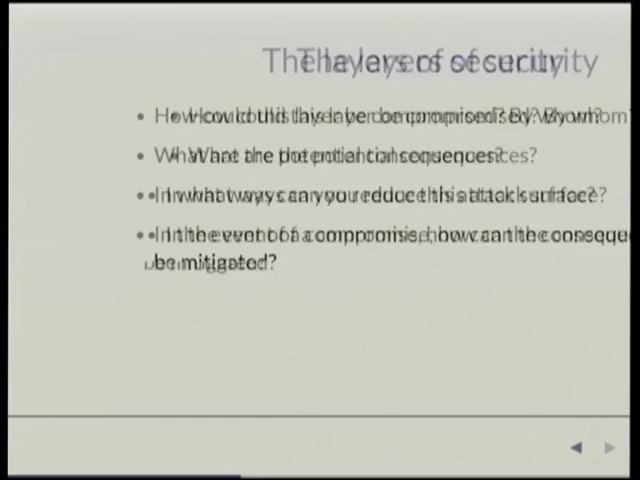 The layers of security
• How could this layer be compromised? By whom?
• What are the potential consequences?
• In what ways can you reduce this attack surface?
• In the event of a compromise, how can the conseque
be mitigated?